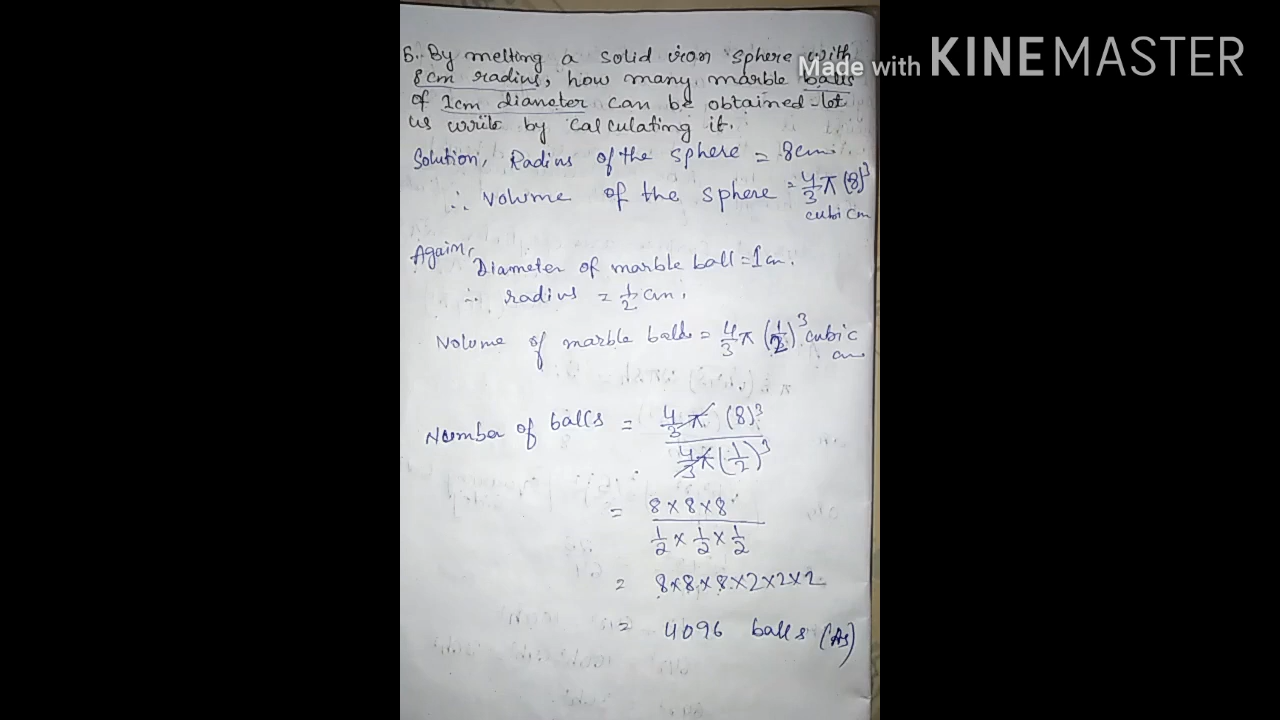 6. By melting a solid iron sphere with
8cm radius, how many marble balls
of 1cm diameter can be obtained-let
us write by calculating it.
Solution, Radius of the sphere = 8cm.
∴ Volume of the sphere = 4/3 π (8)³
cubic cm
Again,
Diameter of marble ball = 1cm.
∴ radius = 1/2 cm.
Volume of marble balls = 4/3 π (1/2)³ cubic
cm
Number of balls = 4/3 π (8)³ / 4/3 π (1/2)³
= 8 × 8 × 8 / 1/2 × 1/2 × 1/2
= 8×8×8×2×2×2
= 4096 balls (As)
Made with KINEMASTER